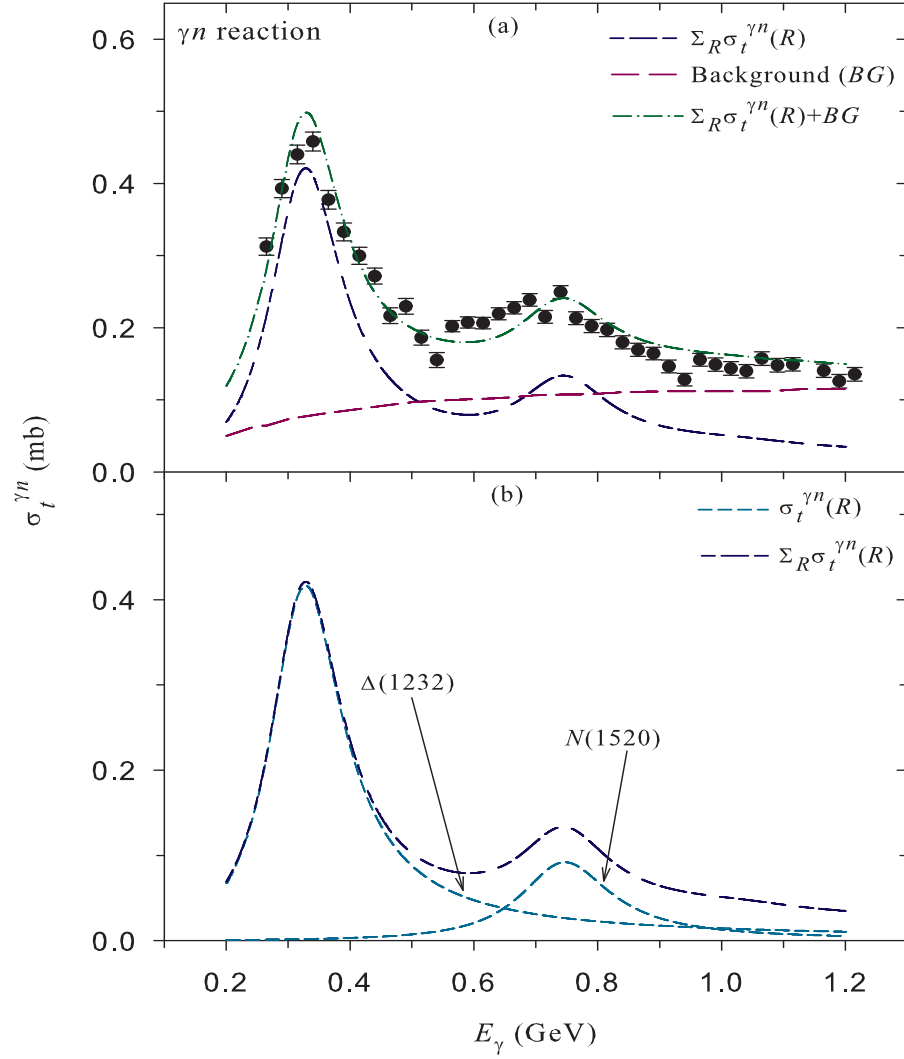 γn reaction
(a)
Σ_R σ_t^{γn}(R)
Background (BG)
Σ_R σ_t^{γn}(R)+BG
0.6
0.4
0.2
0.0
(b)
σ_t^{γn}(R)
Σ_R σ_t^{γn}(R)
Δ(1232)
N(1520)
0.4
0.2
0.0
0.2 0.4 0.6 0.8 1.0 1.2
E_γ (GeV)
σ_t^{γn} (mb)